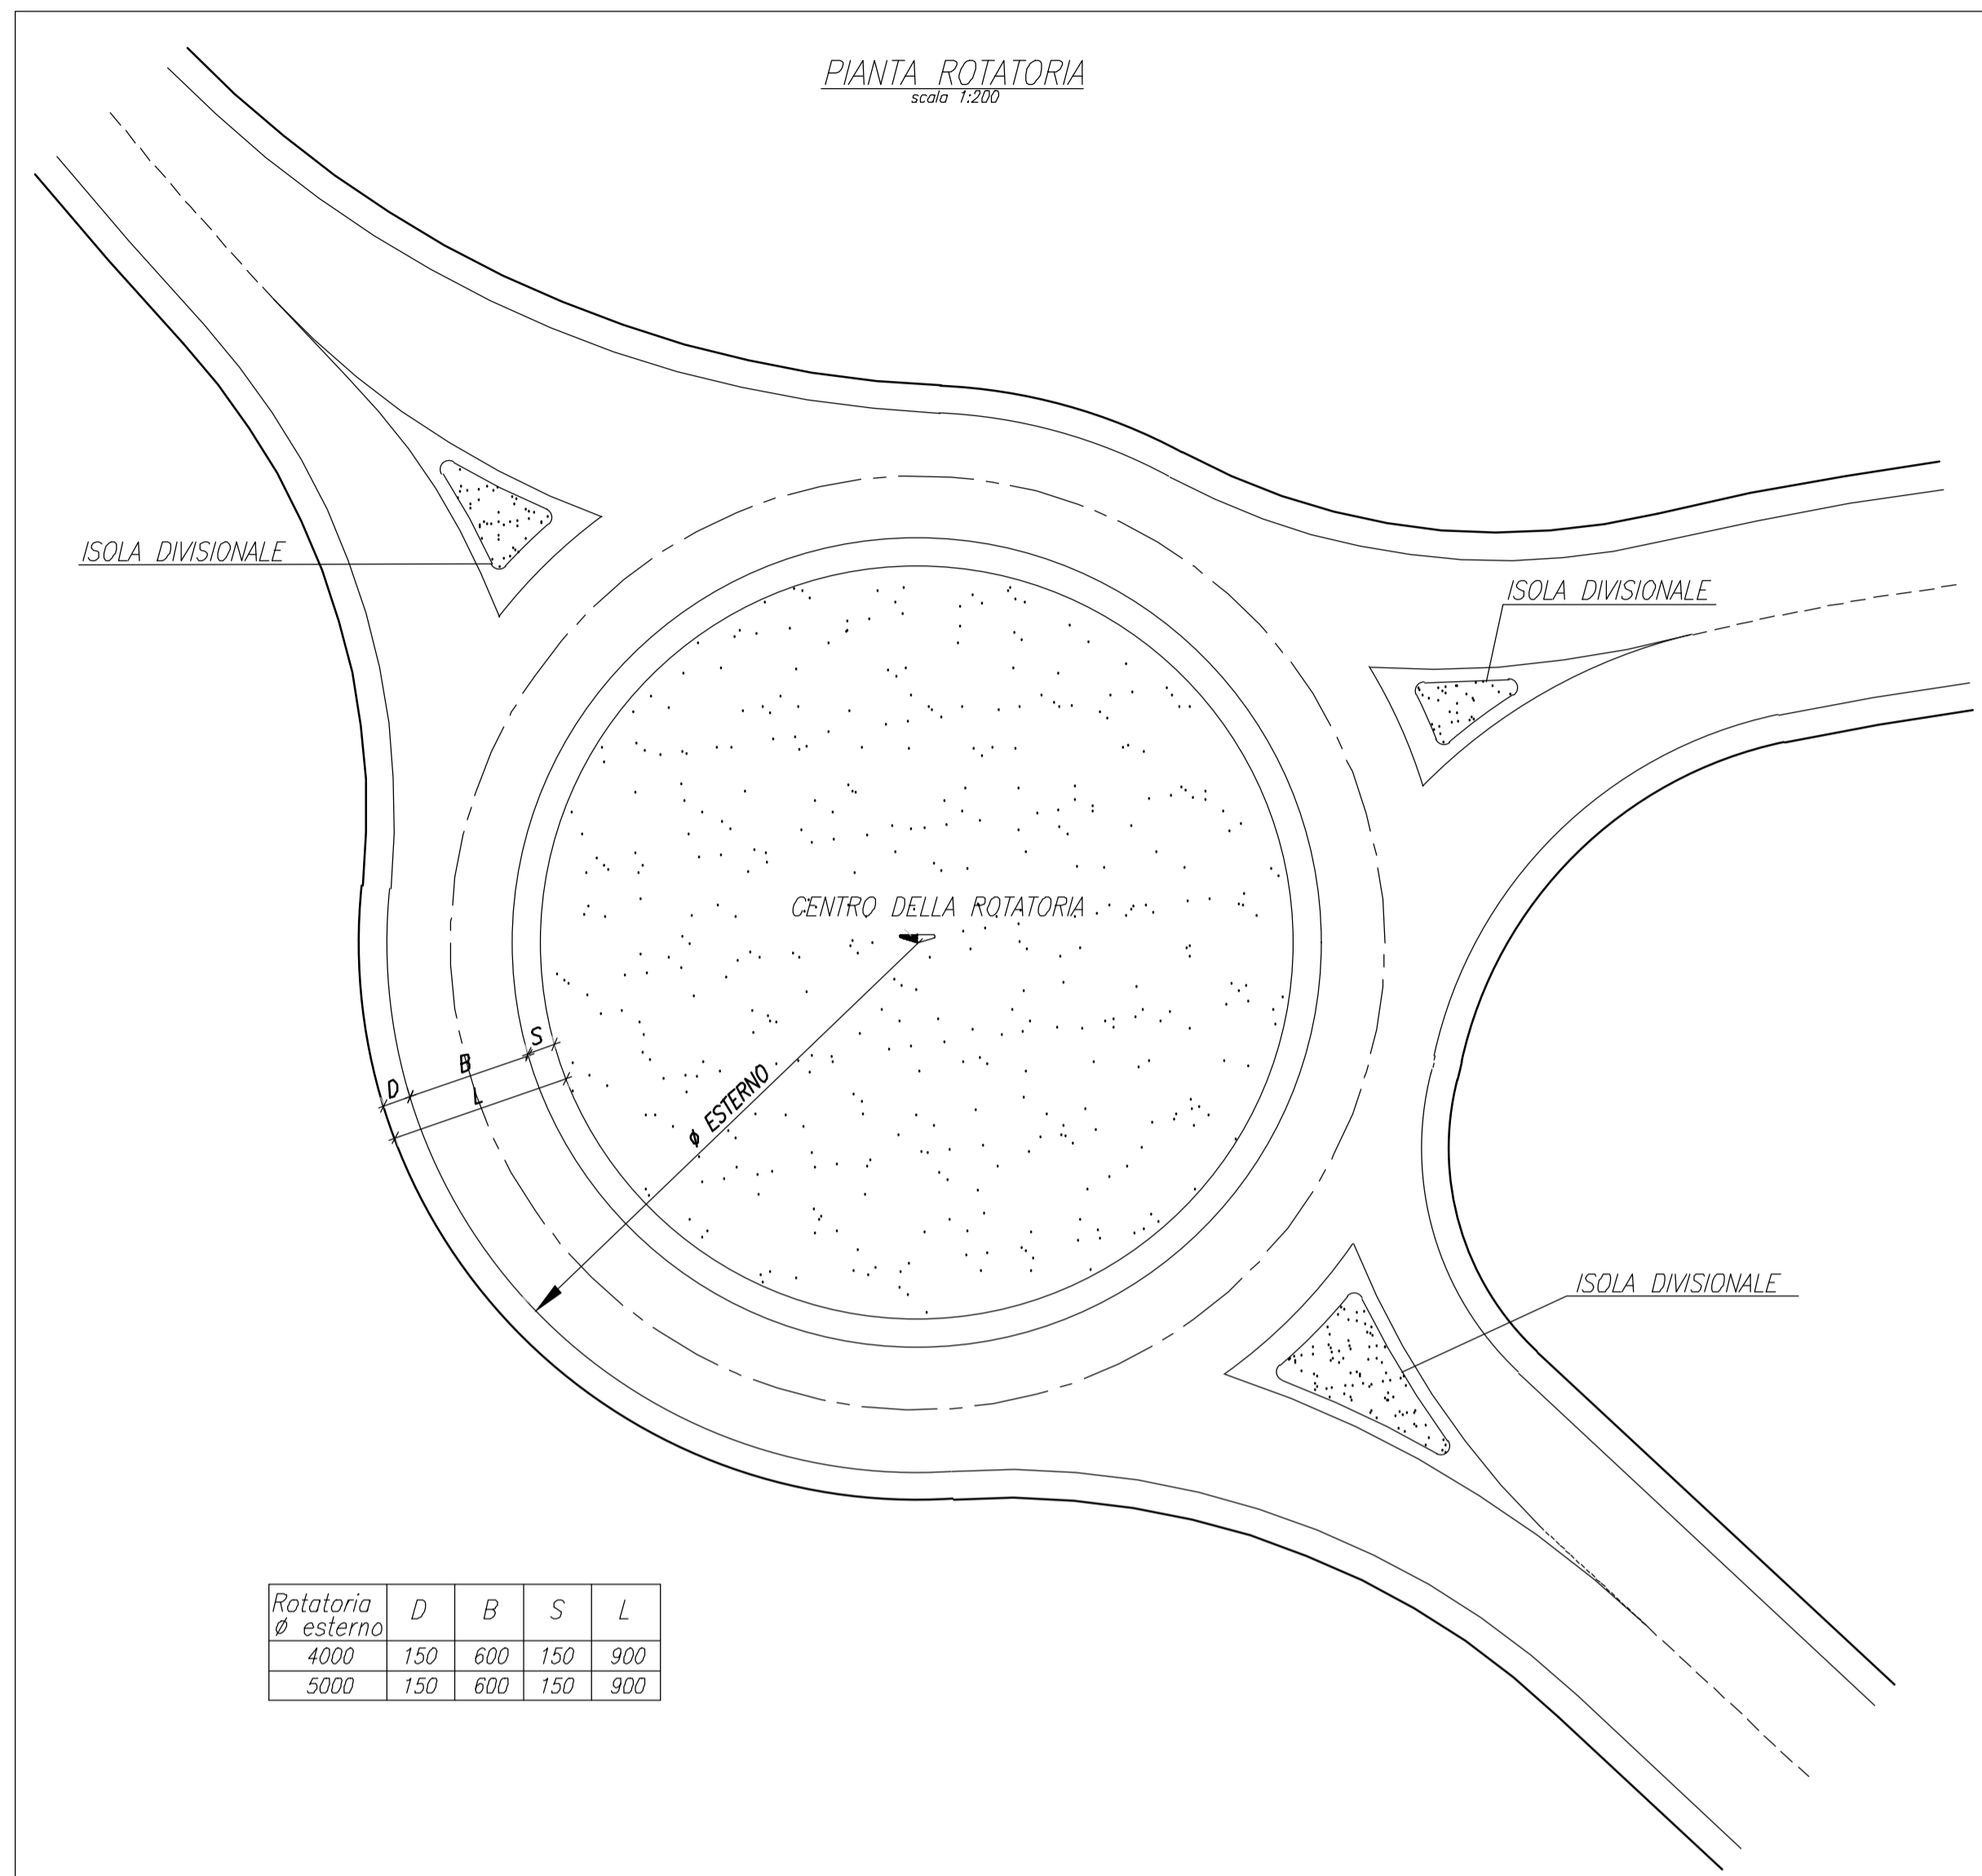 PIANTA ROTATORIA
scala 1:200
ISOLA DIVISIONALE
ISOLA DIVISIONALE
CENTRO DELLA ROTATORIA
S
B
D
L
ϕ ESTERNO
ISOLA DIVISIONALE
Rotatoria ø esterno D B S L
4000 150 600 150 900
5000 150 600 150 900